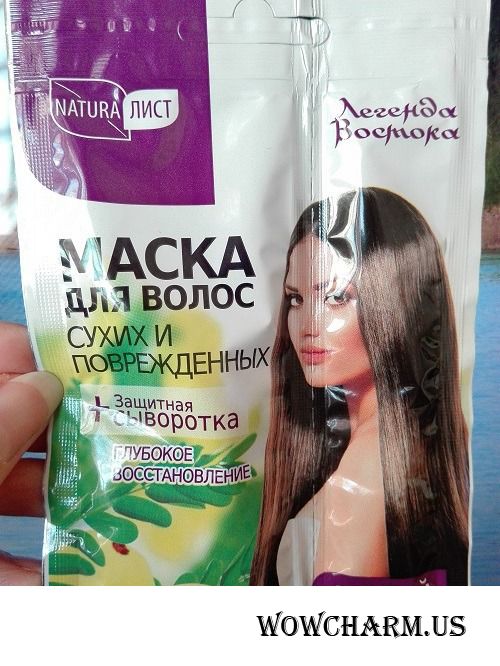 NATURA ЛИСТ
Легенда
Востока
МАСКА
ДЛЯ ВОЛОС
СУХИХ И
ПОВРЕЖДЕННЫХ
+ Защитная
сыворотка
ГЛУБОКОЕ
ВОССТАНОВЛЕНИЕ
WOWCHARM.US